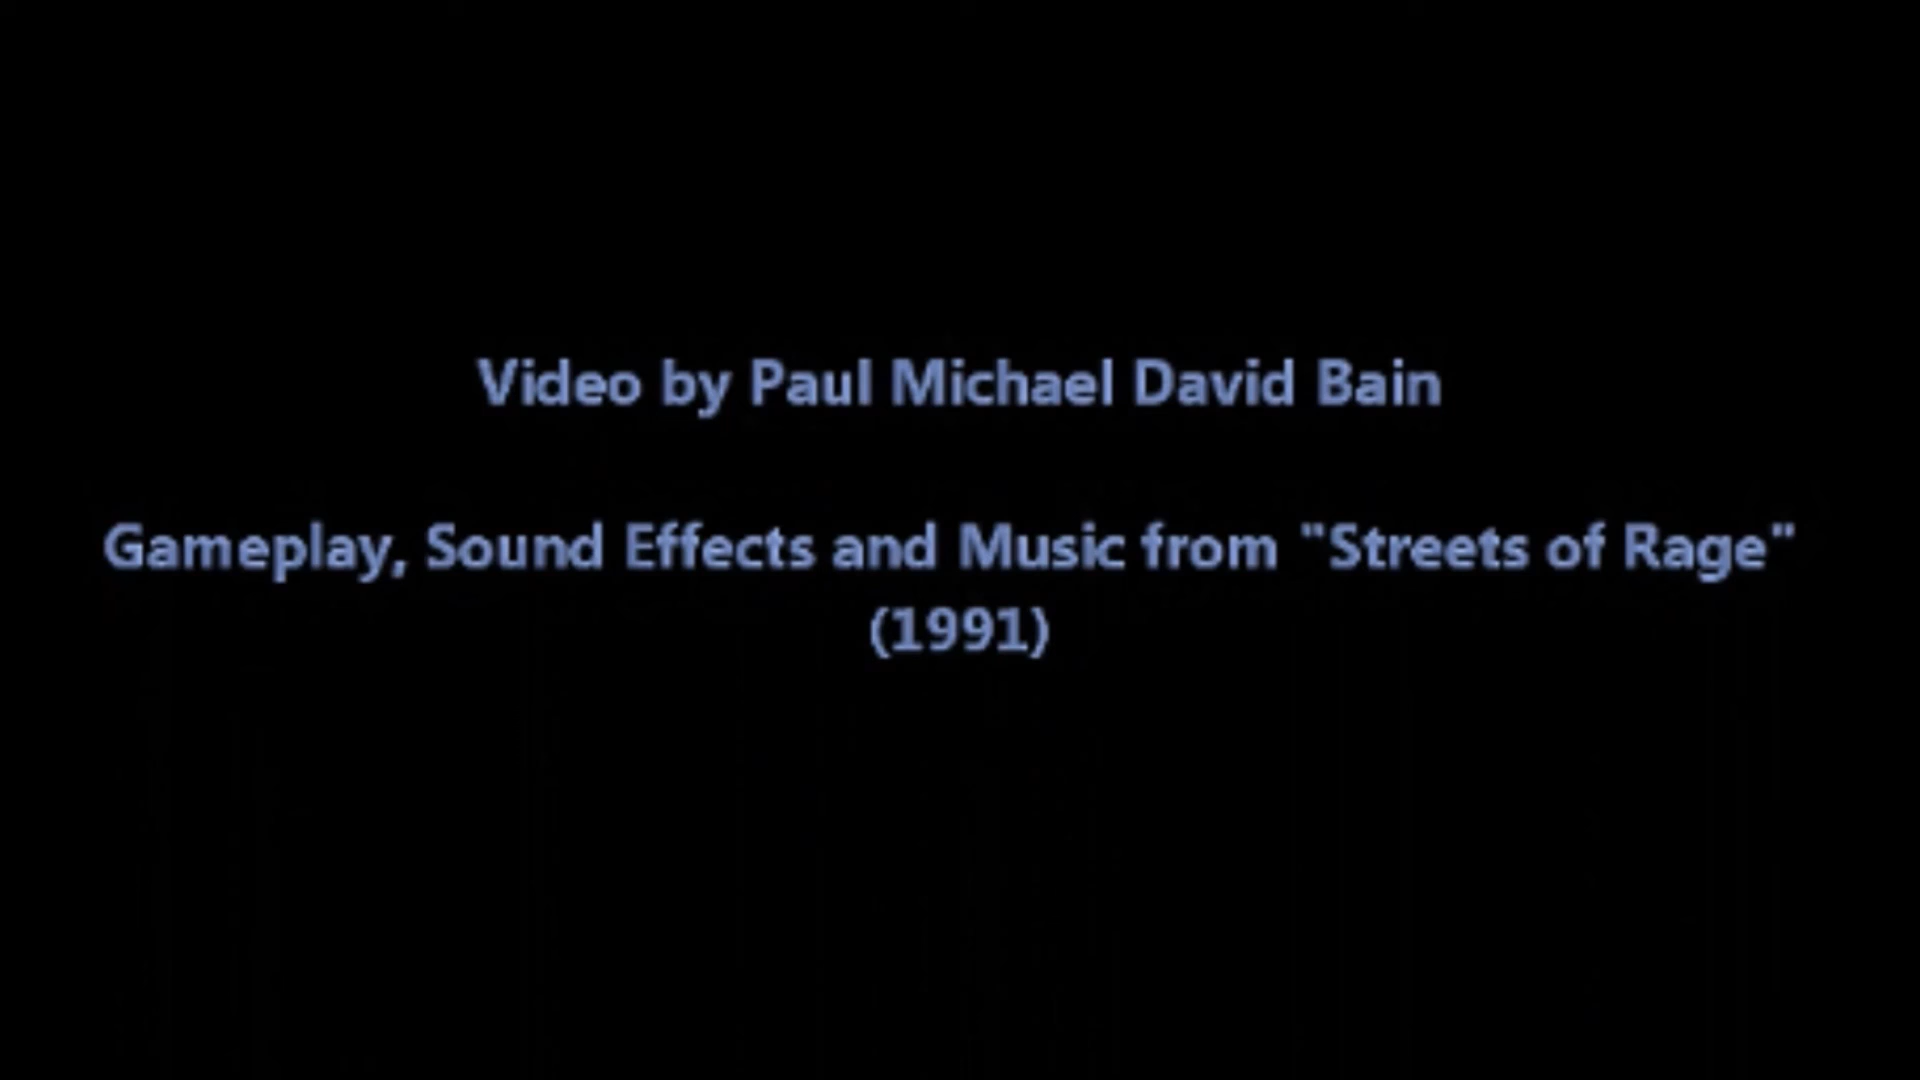 Video by Paul Michael David Bain
Gameplay, Sound Effects and Music from "Streets of Rage"
(1991)